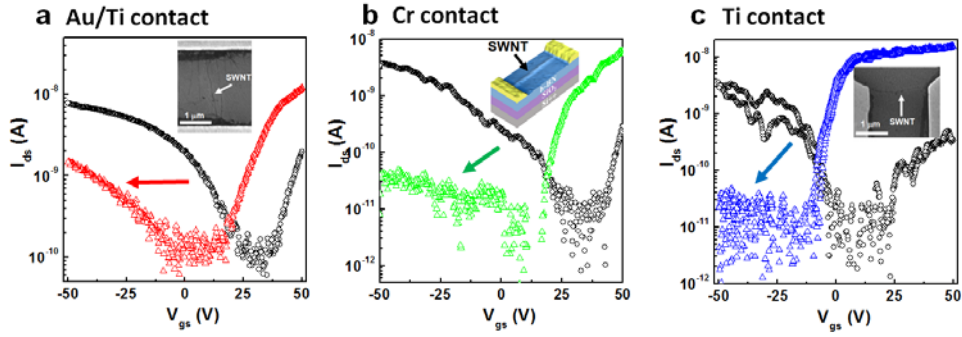 a Au/Ti contact
b Cr contact
c Ti contact
SWNT
1 μm
10⁻⁸
10⁻⁹
10⁻¹⁰
I_ds (A)
-50 -25 0 25 50
V_gs (V)
SWNT
10⁻⁸
10⁻⁹
10⁻¹⁰
10⁻¹¹
10⁻¹²
I_ds (A)
-50 -25 0 25 50
V_gs (V)
SWNT
1 μm
10⁻⁸
10⁻⁹
10⁻¹⁰
10⁻¹¹
10⁻¹²
I_ds (A)
-50 -25 0 25 50
V_gs (V)